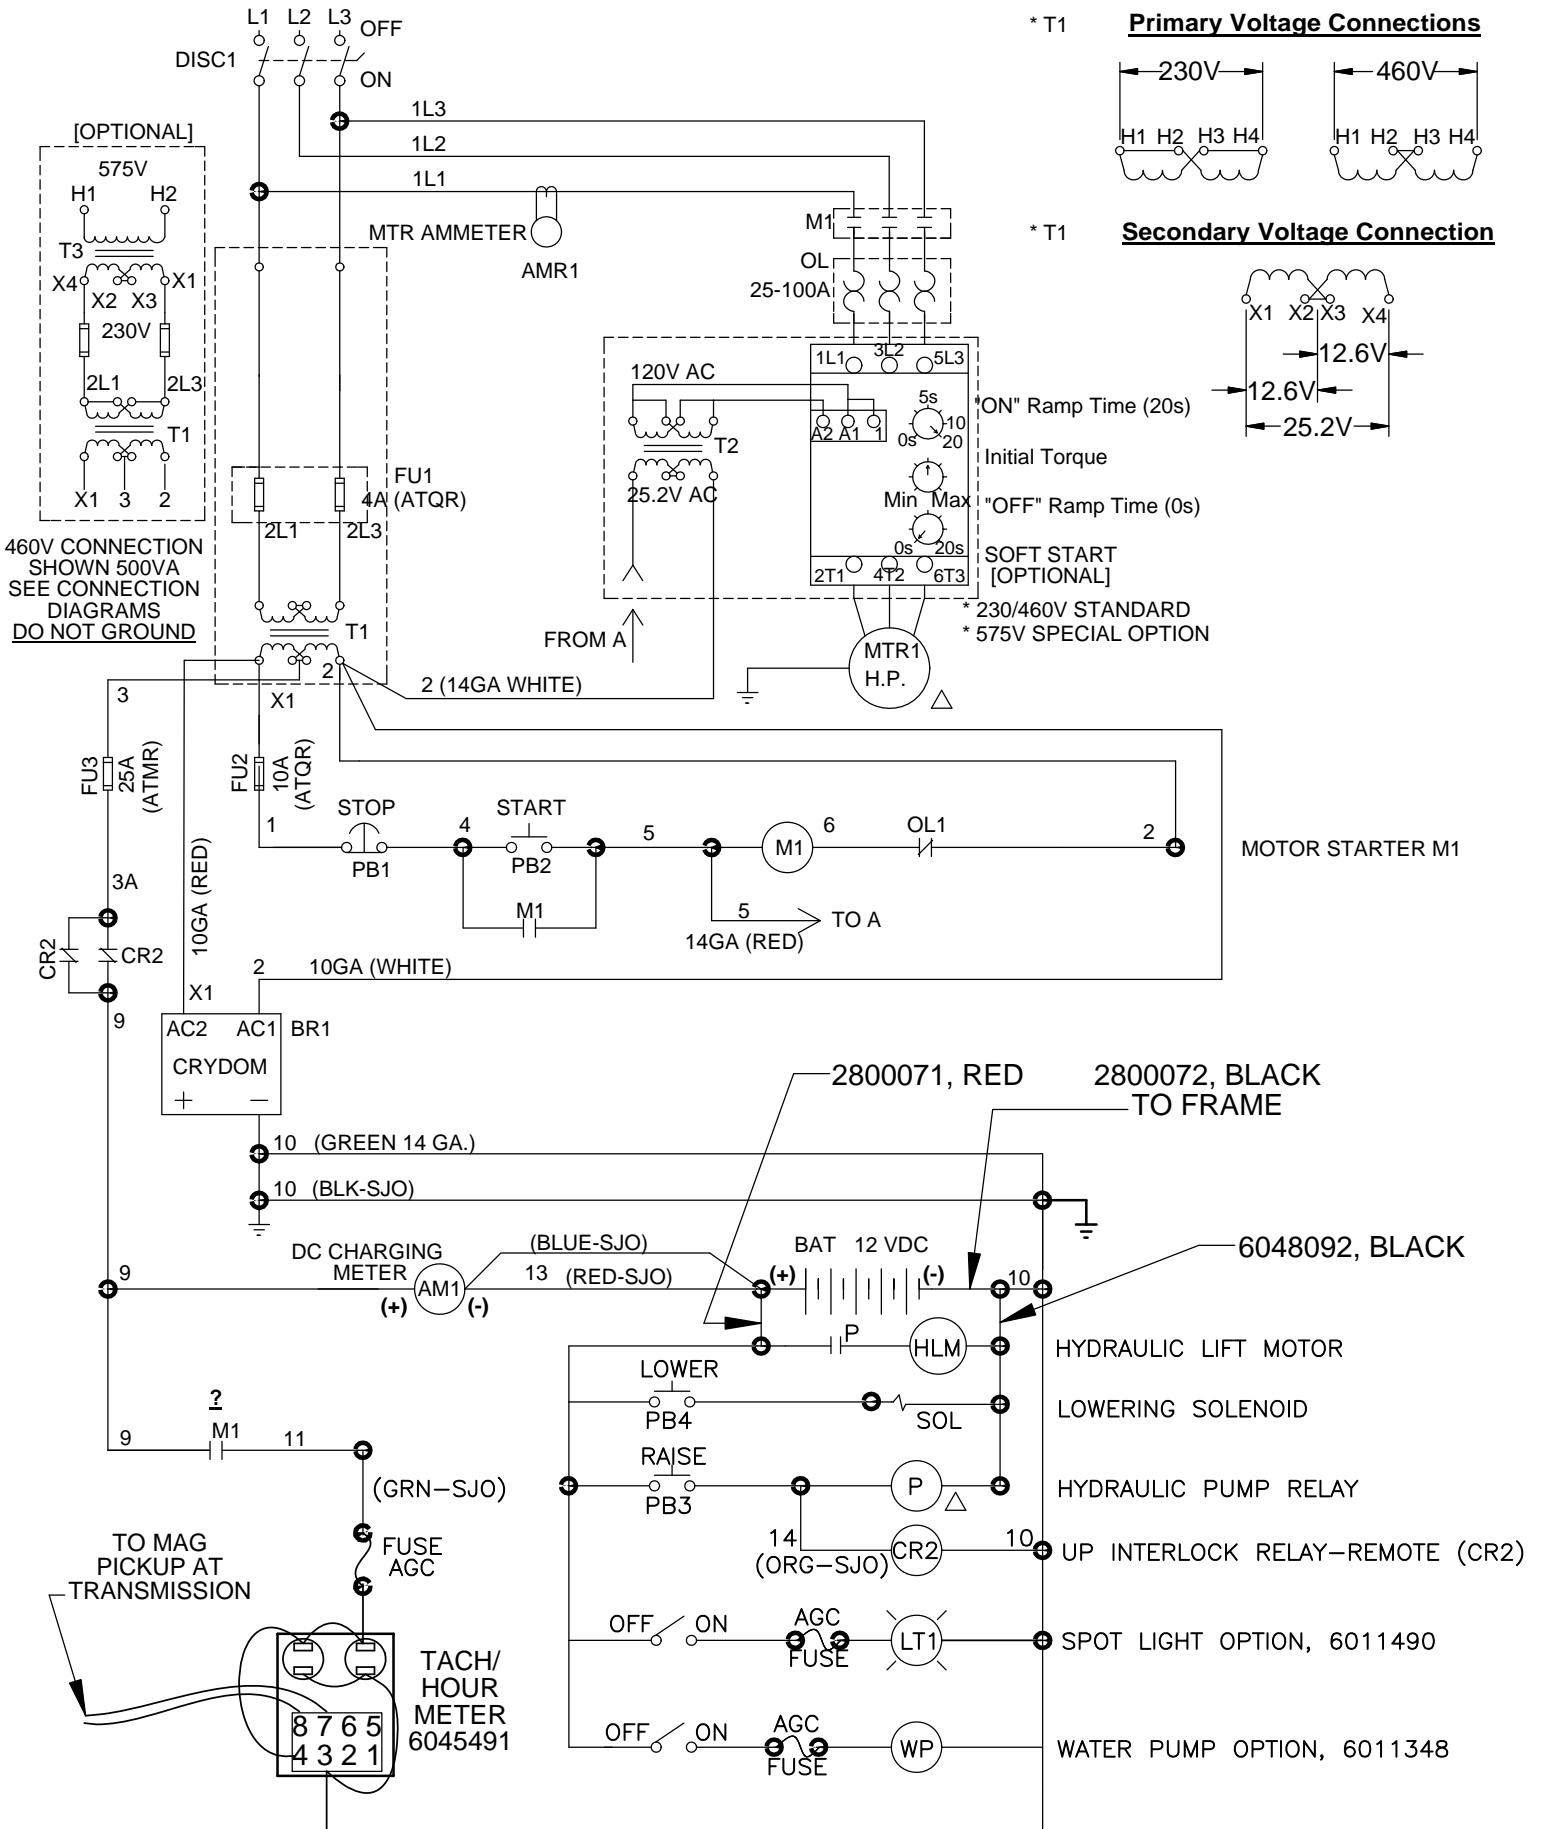 L1 L2 L3
OFF
DISC1
ON
1L3
1L2
1L1
MTR AMMETER
AMR1
[OPTIONAL]
575V
H1 H2
T3
X4 X1
X2 X3
230V
2L1 2L3
T1
X1 3 2
460V CONNECTION
SHOWN 500VA
SEE CONNECTION
DIAGRAMS
DO NOT GROUND
FU1
4A (ATQR)
2L1 2L3
T1
2
X1
* T1 Primary Voltage Connections
230V 460V
H1 H2 H3 H4 H1 H2 H3 H4
* T1 Secondary Voltage Connection
X1 X2 X3 X4
12.6V
12.6V
25.2V
M1
OL
25-100A
1L1 3L2 5L3
120V AC
5s
"ON" Ramp Time (20s)
10
0s 20
A2 A1 1
T2
Initial Torque
25.2V AC
Min Max
"OFF" Ramp Time (0s)
0s 20s
SOFT START
[OPTIONAL]
2T1 4T2 6T3
* 230/460V STANDARD
* 575V SPECIAL OPTION
FROM A
MTR1
H.P.
2 (14GA WHITE)
3
FU3
25A
(ATMR)
FU2
10A
(ATQR)
STOP START
1 4 5 6 OL1 2
M1
PB1 PB2
MOTOR STARTER M1
M1
5 TO A
14GA (RED)
3A
10GA (RED)
CR2 CR2
2 10GA (WHITE)
X1
9
AC2 AC1 BR1
CRYDOM
+ −
2800071, RED
2800072, BLACK
TO FRAME
10 (GREEN 14 GA.)
10 (BLK-SJO)
6048092, BLACK
DC CHARGING
METER
(BLUE-SJO)
BAT 12 VDC
9 AM1 13 (RED-SJO) (+) (-) 10
(+) (-)
P
HLM HYDRAULIC LIFT MOTOR
LOWER
PB4 SOL LOWERING SOLENOID
?
9 M1 11
RAISE
PB3 P HYDRAULIC PUMP RELAY
(GRN-SJO)
14
(ORG-SJO) CR2 10 UP INTERLOCK RELAY-REMOTE (CR2)
FUSE
AGC
TO MAG
PICKUP AT
TRANSMISSION
OFF ON AGC
FUSE LT1 SPOT LIGHT OPTION, 6011490
TACH/
HOUR
METER
6045491
8 7 6 5
4 3 2 1
OFF ON AGC
FUSE WP WATER PUMP OPTION, 6011348